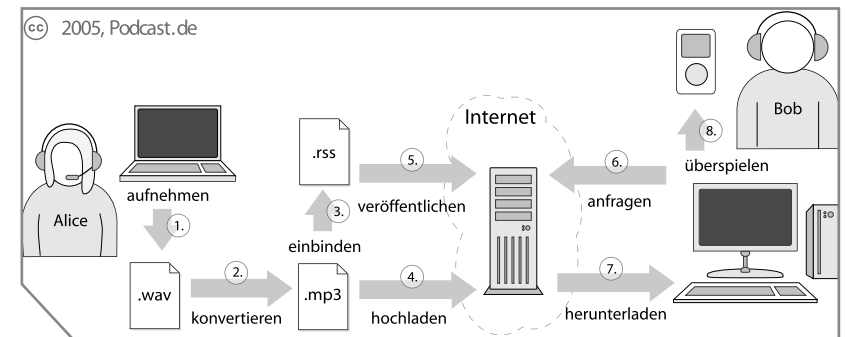 cc 2005, Podcast.de
Bob
Internet
8.
.rss
5.
6.
überspielen
aufnehmen
Alice
1.
3.
veröffentlichen
anfragen
einbinden
2.
4.
7.
.wav
.mp3
konvertieren
hochladen
herunterladen